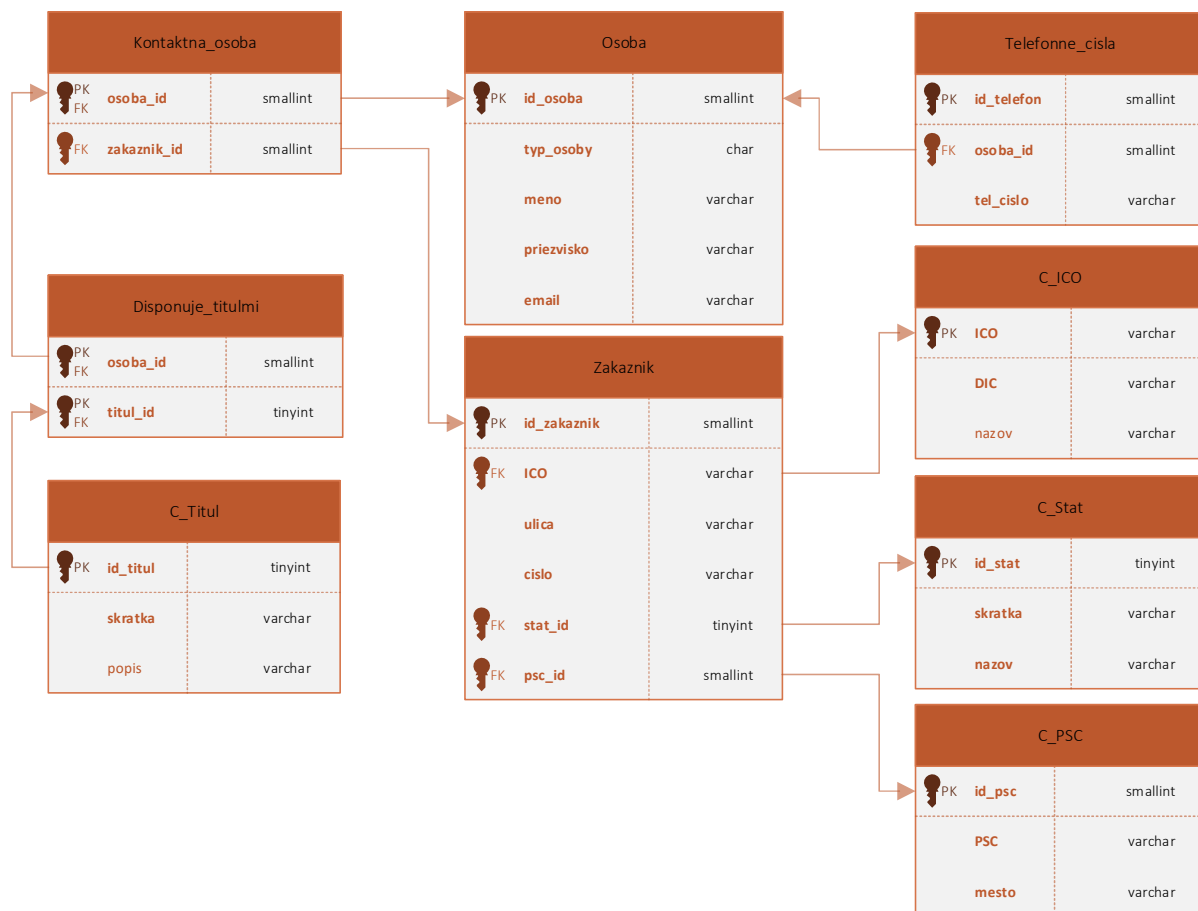 Kontaktna_osoba
PK
FK osoba_id smallint
FK zakaznik_id smallint
Osoba
PK id_osoba smallint
typ_osoby char
meno varchar
priezvisko varchar
email varchar
Telefonne_cisla
PK id_telefon smallint
FK osoba_id smallint
tel_cislo varchar
Disponuje_titulmi
PK
FK osoba_id smallint
PK
FK titul_id tinyint
C_Titul
PK id_titul tinyint
skratka varchar
popis varchar
Zakaznik
PK id_zakaznik smallint
FK ICO varchar
ulica varchar
cislo varchar
FK stat_id tinyint
FK psc_id smallint
C_ICO
PK ICO varchar
DIC varchar
nazov varchar
C_Stat
PK id_stat tinyint
skratka varchar
nazov varchar
C_PSC
PK id_psc smallint
PSC varchar
mesto varchar